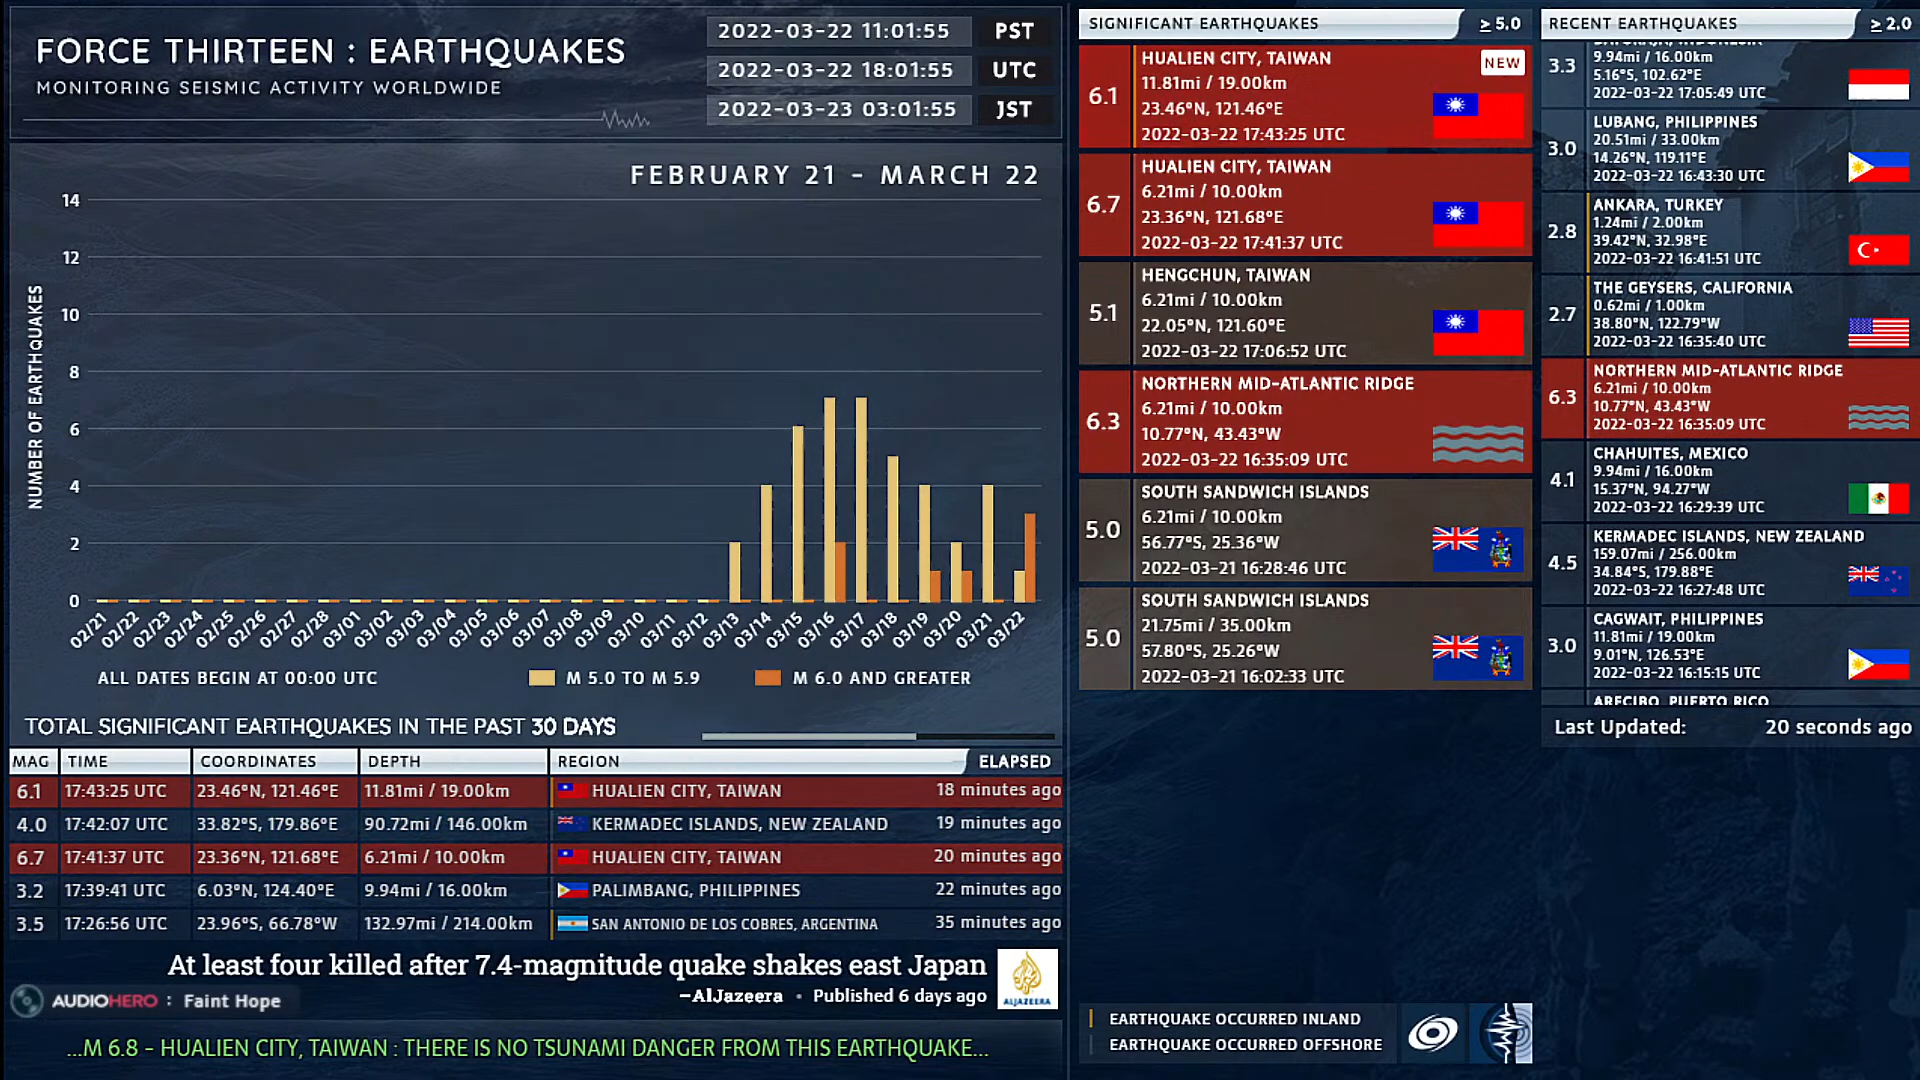 FORCE THIRTEEN : EARTHQUAKES
MONITORING SEISMIC ACTIVITY WORLDWIDE
2022-03-22 11:01:55 PST
2022-03-22 18:01:55 UTC
2022-03-23 03:01:55 JST
FEBRUARY 21 - MARCH 22
NUMBER OF EARTHQUAKES
14
12
10
8
6
4
2
0
02/21 02/22 02/23 02/24 02/25 02/26 02/27 02/28 03/01 03/02 03/03 03/04 03/05 03/06 03/07 03/08 03/09 03/10 03/11 03/12 03/13 03/14 03/15 03/16 03/17 03/18 03/19 03/20 03/21 03/22
ALL DATES BEGIN AT 00:00 UTC M 5.0 TO M 5.9 M 6.0 AND GREATER
TOTAL SIGNIFICANT EARTHQUAKES IN THE PAST 30 DAYS
MAG TIME COORDINATES DEPTH REGION ELAPSED
6.1 17:43:25 UTC 23.46°N, 121.46°E 11.81mi / 19.00km HUALIEN CITY, TAIWAN 18 minutes ago
4.0 17:42:07 UTC 33.82°S, 179.86°E 90.72mi / 146.00km KERMADEC ISLANDS, NEW ZEALAND 19 minutes ago
6.7 17:41:37 UTC 23.36°N, 121.68°E 6.21mi / 10.00km HUALIEN CITY, TAIWAN 20 minutes ago
3.2 17:39:41 UTC 6.03°N, 124.40°E 9.94mi / 16.00km PALIMBANG, PHILIPPINES 22 minutes ago
3.5 17:26:56 UTC 23.96°S, 66.78°W 132.97mi / 214.00km SAN ANTONIO DE LOS COBRES, ARGENTINA 35 minutes ago
At least four killed after 7.4-magnitude quake shakes east Japan
–AlJazeera • Published 6 days ago
ALJAZEERA
AUDIOHERO : Faint Hope
...M 6.8 - HUALIEN CITY, TAIWAN : THERE IS NO TSUNAMI DANGER FROM THIS EARTHQUAKE...
SIGNIFICANT EARTHQUAKES ≥ 5.0
6.1
HUALIEN CITY, TAIWAN
NEW
11.81mi / 19.00km
23.46°N, 121.46°E
2022-03-22 17:43:25 UTC
6.7
HUALIEN CITY, TAIWAN
6.21mi / 10.00km
23.36°N, 121.68°E
2022-03-22 17:41:37 UTC
5.1
HENGCHUN, TAIWAN
6.21mi / 10.00km
22.05°N, 121.60°E
2022-03-22 17:06:52 UTC
6.3
NORTHERN MID-ATLANTIC RIDGE
6.21mi / 10.00km
10.77°N, 43.43°W
2022-03-22 16:35:09 UTC
5.0
SOUTH SANDWICH ISLANDS
6.21mi / 10.00km
56.77°S, 25.36°W
2022-03-21 16:28:46 UTC
5.0
SOUTH SANDWICH ISLANDS
21.75mi / 35.00km
57.80°S, 25.26°W
2022-03-21 16:02:33 UTC
EARTHQUAKE OCCURRED INLAND
EARTHQUAKE OCCURRED OFFSHORE
RECENT EARTHQUAKES ≥ 2.0
3.3
9.94mi / 16.00km
5.16°S, 102.62°E
2022-03-22 17:05:49 UTC
3.0
LUBANG, PHILIPPINES
20.51mi / 33.00km
14.26°N, 119.11°E
2022-03-22 16:43:30 UTC
2.8
ANKARA, TURKEY
1.24mi / 2.00km
39.42°N, 32.98°E
2022-03-22 16:41:51 UTC
2.7
THE GEYSERS, CALIFORNIA
0.62mi / 1.00km
38.80°N, 122.79°W
2022-03-22 16:35:40 UTC
6.3
NORTHERN MID-ATLANTIC RIDGE
6.21mi / 10.00km
10.77°N, 43.43°W
2022-03-22 16:35:09 UTC
4.1
CHAHUITES, MEXICO
9.94mi / 16.00km
15.37°N, 94.27°W
2022-03-22 16:29:39 UTC
4.5
KERMADEC ISLANDS, NEW ZEALAND
159.07mi / 256.00km
34.84°S, 179.88°E
2022-03-22 16:27:48 UTC
3.0
CAGWAIT, PHILIPPINES
11.81mi / 19.00km
9.01°N, 126.53°E
2022-03-22 16:15:15 UTC
ARECIBO, PUERTO RICO
Last Updated: 20 seconds ago